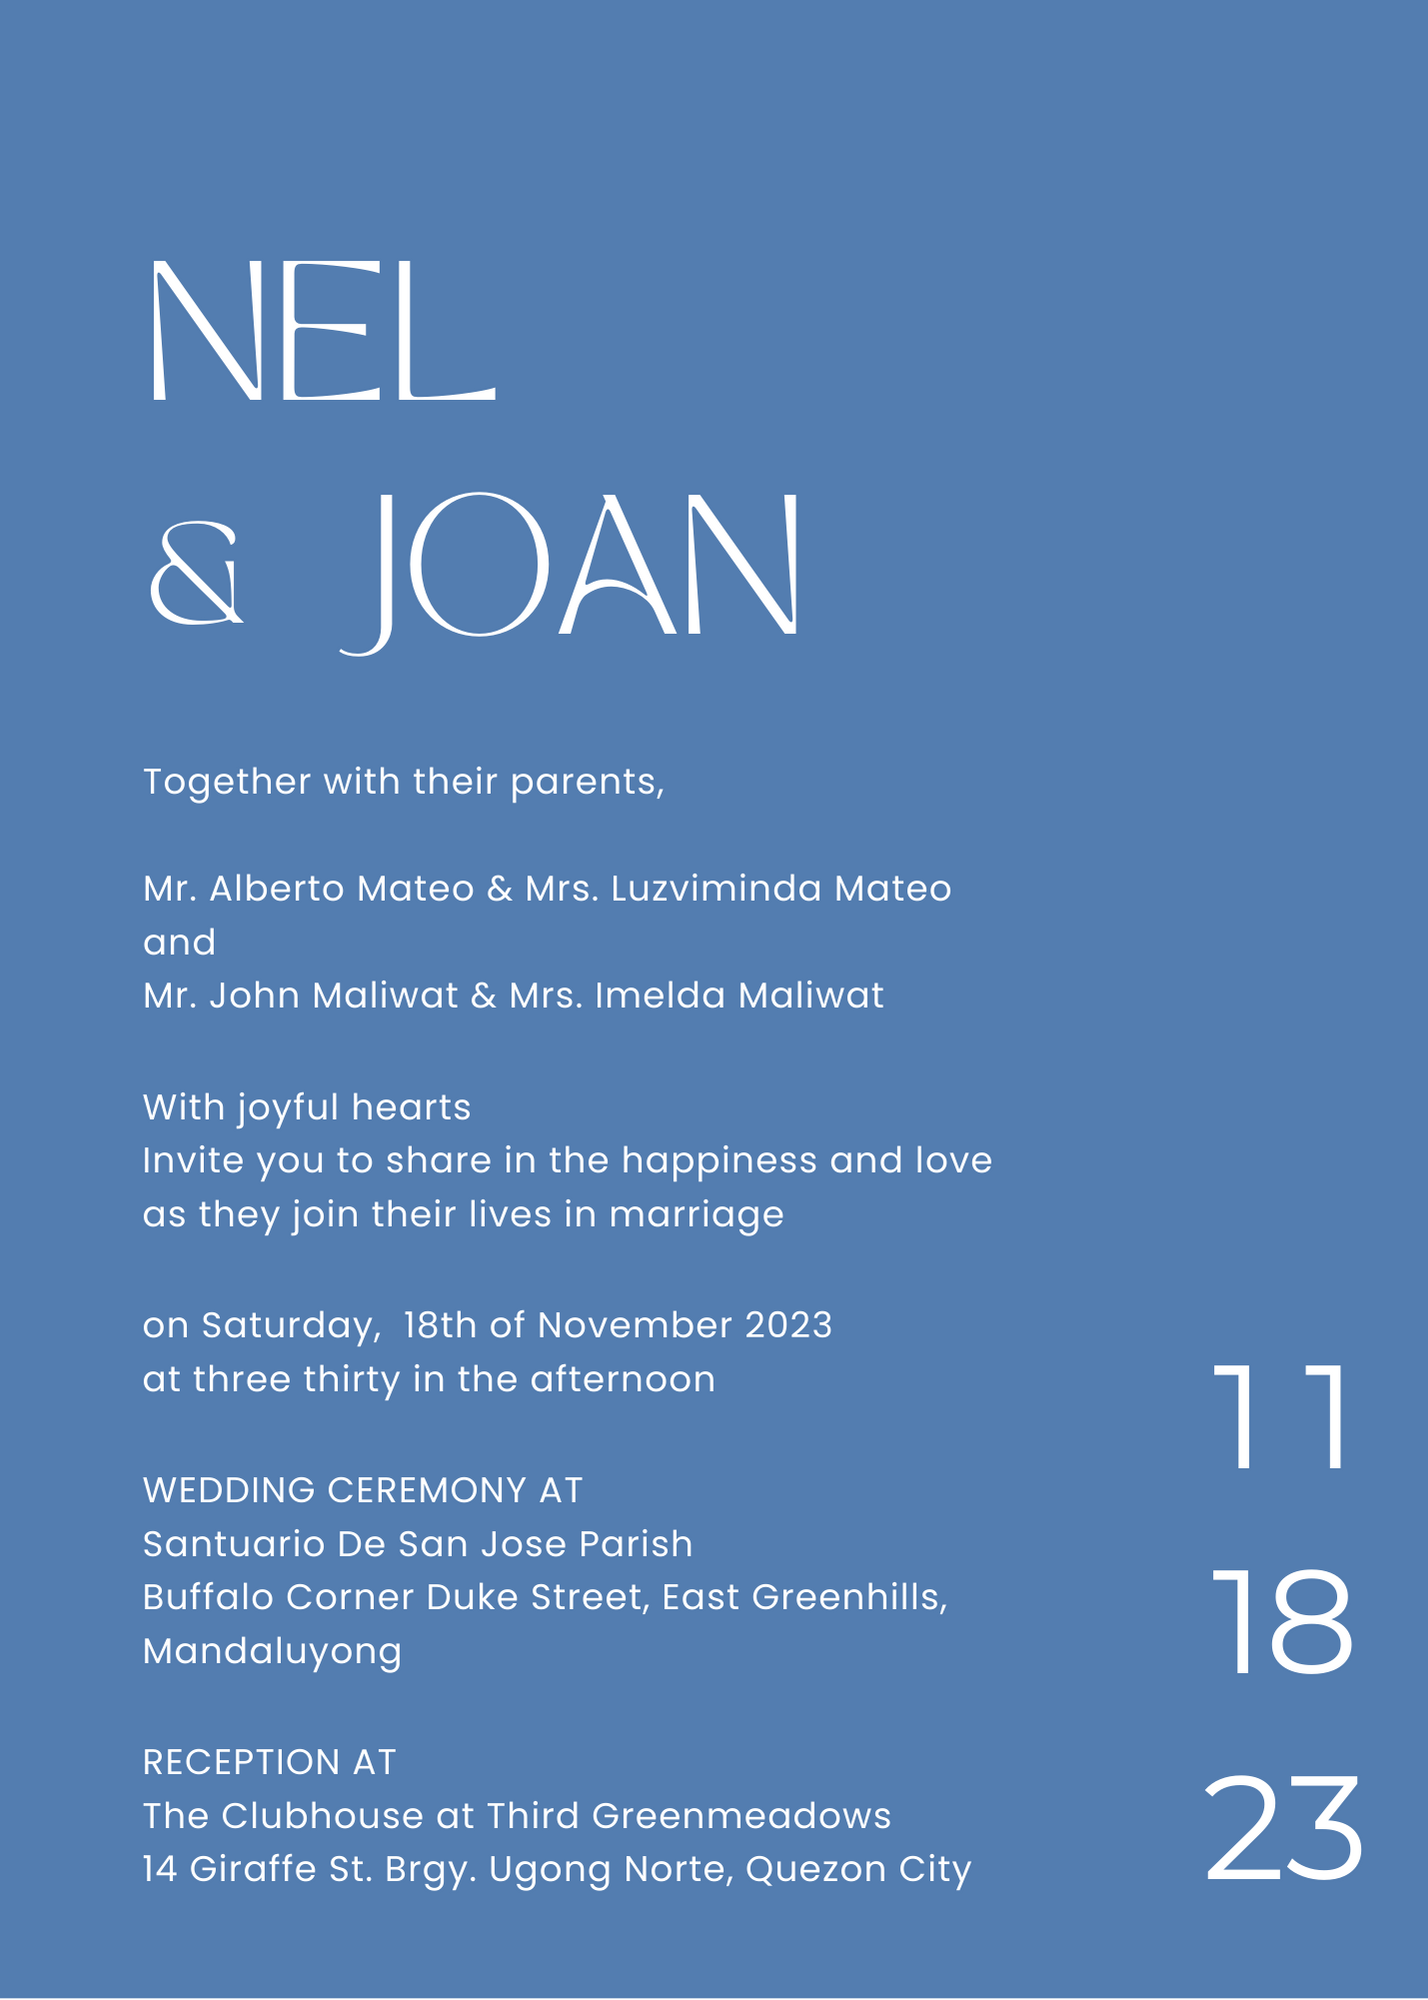 NEL
& JOAN
Together with their parents,
Mr. Alberto Mateo & Mrs. Luzviminda Mateo
and
Mr. John Maliwat & Mrs. Imelda Maliwat
With joyful hearts
Invite you to share in the happiness and love
as they join their lives in marriage
on Saturday,  18th of November 2023
at three thirty in the afternoon
WEDDING CEREMONY AT
Santuario De San Jose Parish
Buffalo Corner Duke Street, East Greenhills,
Mandaluyong
RECEPTION AT
The Clubhouse at Third Greenmeadows
14 Giraffe St. Brgy. Ugong Norte, Quezon City
11
18
23